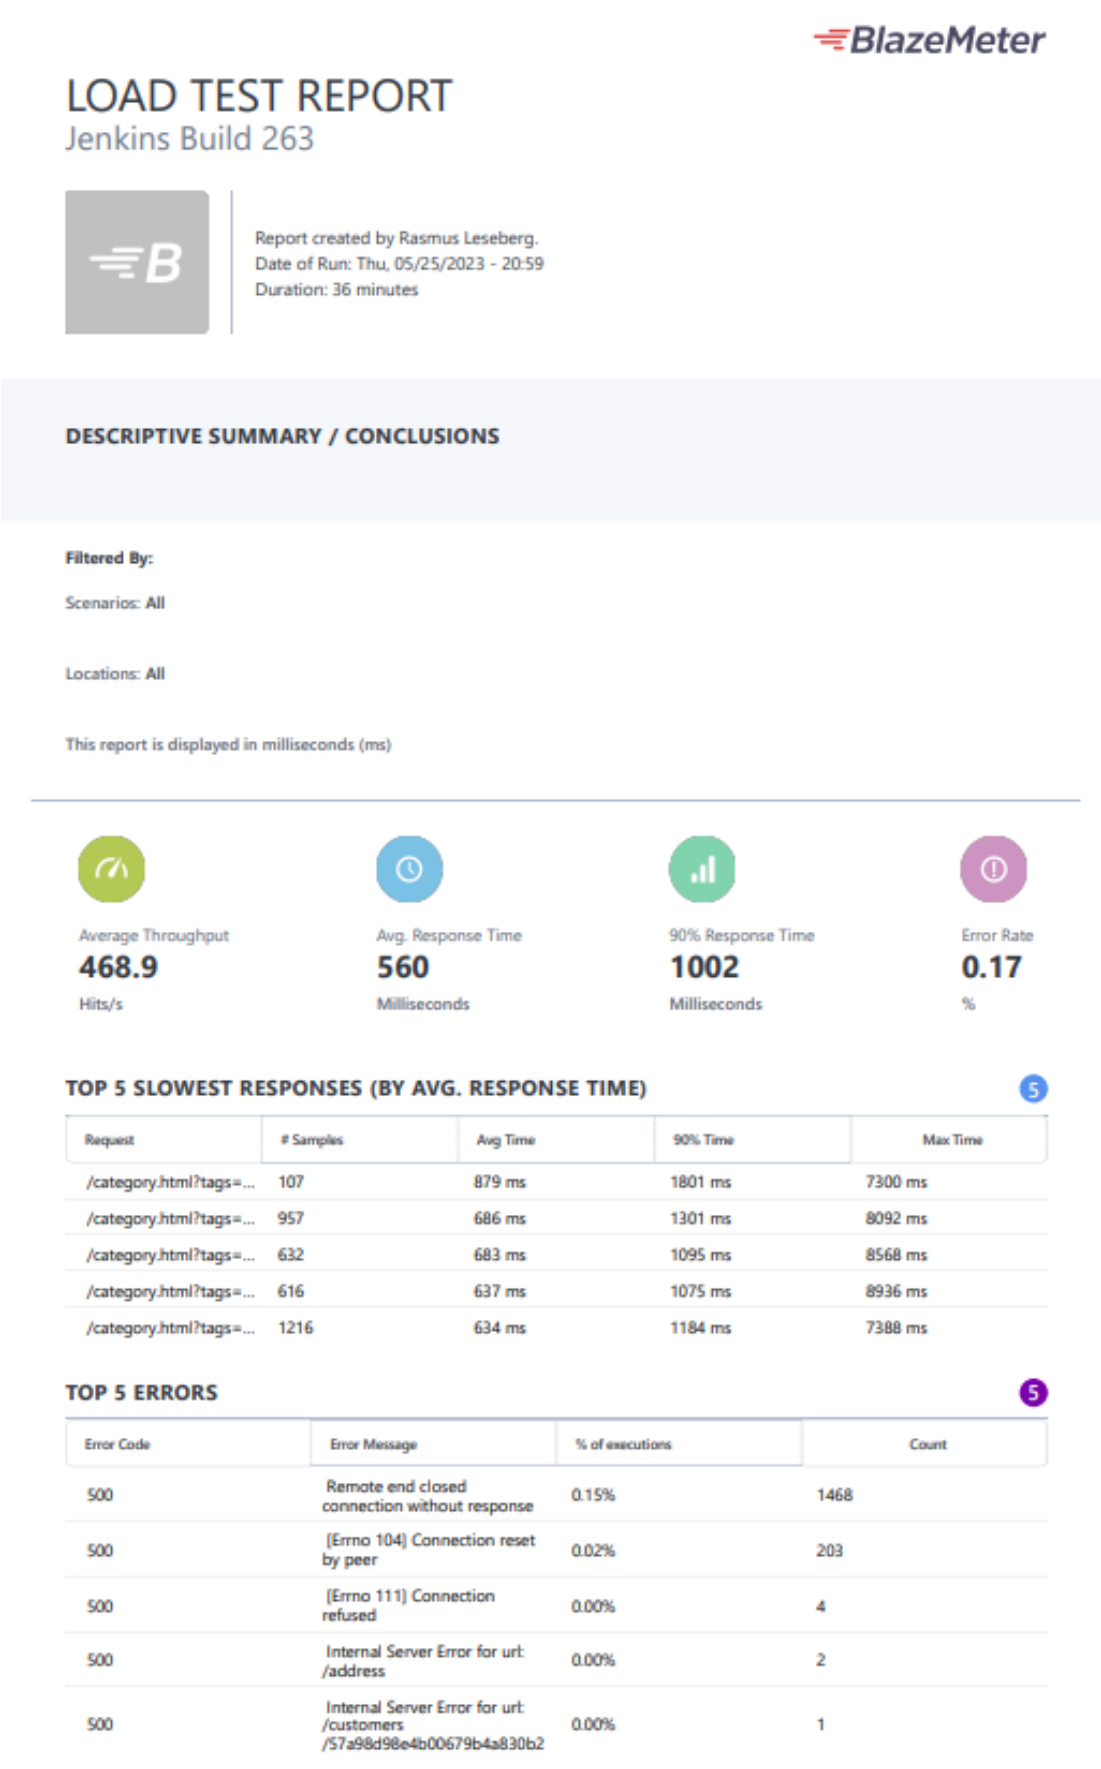 BlazeMeter
LOAD TEST REPORT
Jenkins Build 263
B
Report created by Rasmus Leseberg.
Date of Run: Thu, 05/25/2023 - 20:59
Duration: 36 minutes
DESCRIPTIVE SUMMARY / CONCLUSIONS
Filtered By:
Scenarios: All
Locations: All
This report is displayed in milliseconds (ms)
Average Throughput Avg. Response Time 90% Response Time Error Rate
468.9 560 1002 0.17
Hits/s Milliseconds Milliseconds %
TOP 5 SLOWEST RESPONSES (BY AVG. RESPONSE TIME) 5
Request # Samples Avg Time 90% Time Max Time
/category.html?tags=... 107 879 ms 1801 ms 7300 ms
/category.html?tags=... 957 686 ms 1301 ms 8092 ms
/category.html?tags=... 632 683 ms 1095 ms 8568 ms
/category.html?tags=... 616 637 ms 1075 ms 8936 ms
/category.html?tags=... 1216 634 ms 1184 ms 7388 ms
TOP 5 ERRORS 5
Error Code Error Message % of executions Count
500 Remote end closed 0.15% 1468
connection without response
500 [Errno 104] Connection reset 0.02% 203
by peer
500 [Errno 111] Connection 0.00% 4
refused
500 Internal Server Error for url: 0.00% 2
/address
500 Internal Server Error for url: 0.00% 1
/customers
/57a98d98e4b00679b4a830b2